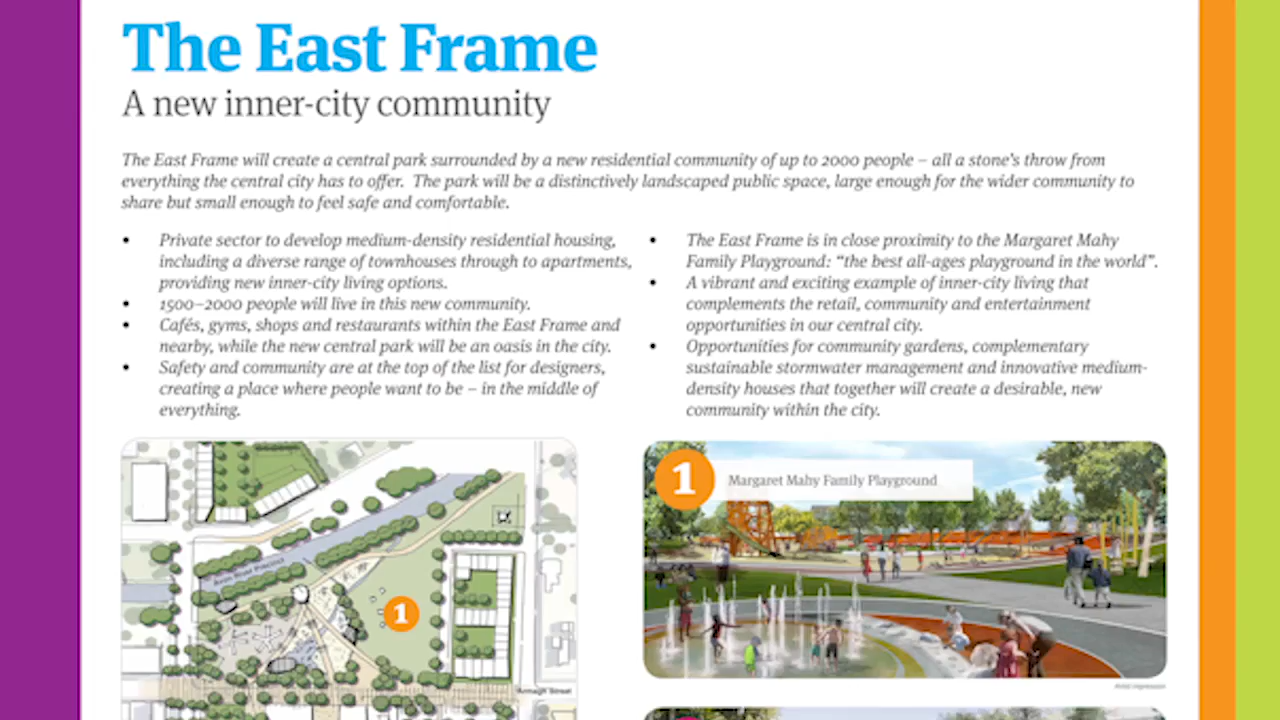 The East Frame
A new inner-city community
The East Frame will create a central park surrounded by a new residential community of up to 2000 people – all a stone's throw from
everything the central city has to offer.  The park will be a distinctively landscaped public space, large enough for the wider community to
share but small enough to feel safe and comfortable.
• Private sector to develop medium-density residential housing,
including a diverse range of townhouses through to apartments,
providing new inner-city living options.
• 1500–2000 people will live in this new community.
• Cafés, gyms, shops and restaurants within the East Frame and
nearby, while the new central park will be an oasis in the city.
• Safety and community are at the top of the list for designers,
creating a place where people want to be – in the middle of
everything.
• The East Frame is in close proximity to the Margaret Mahy
Family Playground: “the best all-ages playground in the world”.
• A vibrant and exciting example of inner-city living that
complements the retail, community and entertainment
opportunities in our central city.
• Opportunities for community gardens, complementary
sustainable stormwater management and innovative medium-
density houses that together will create a desirable, new
community within the city.
Avon River Precinct
1
Armagh Street
1
Margaret Mahy Family Playground
Artist impression